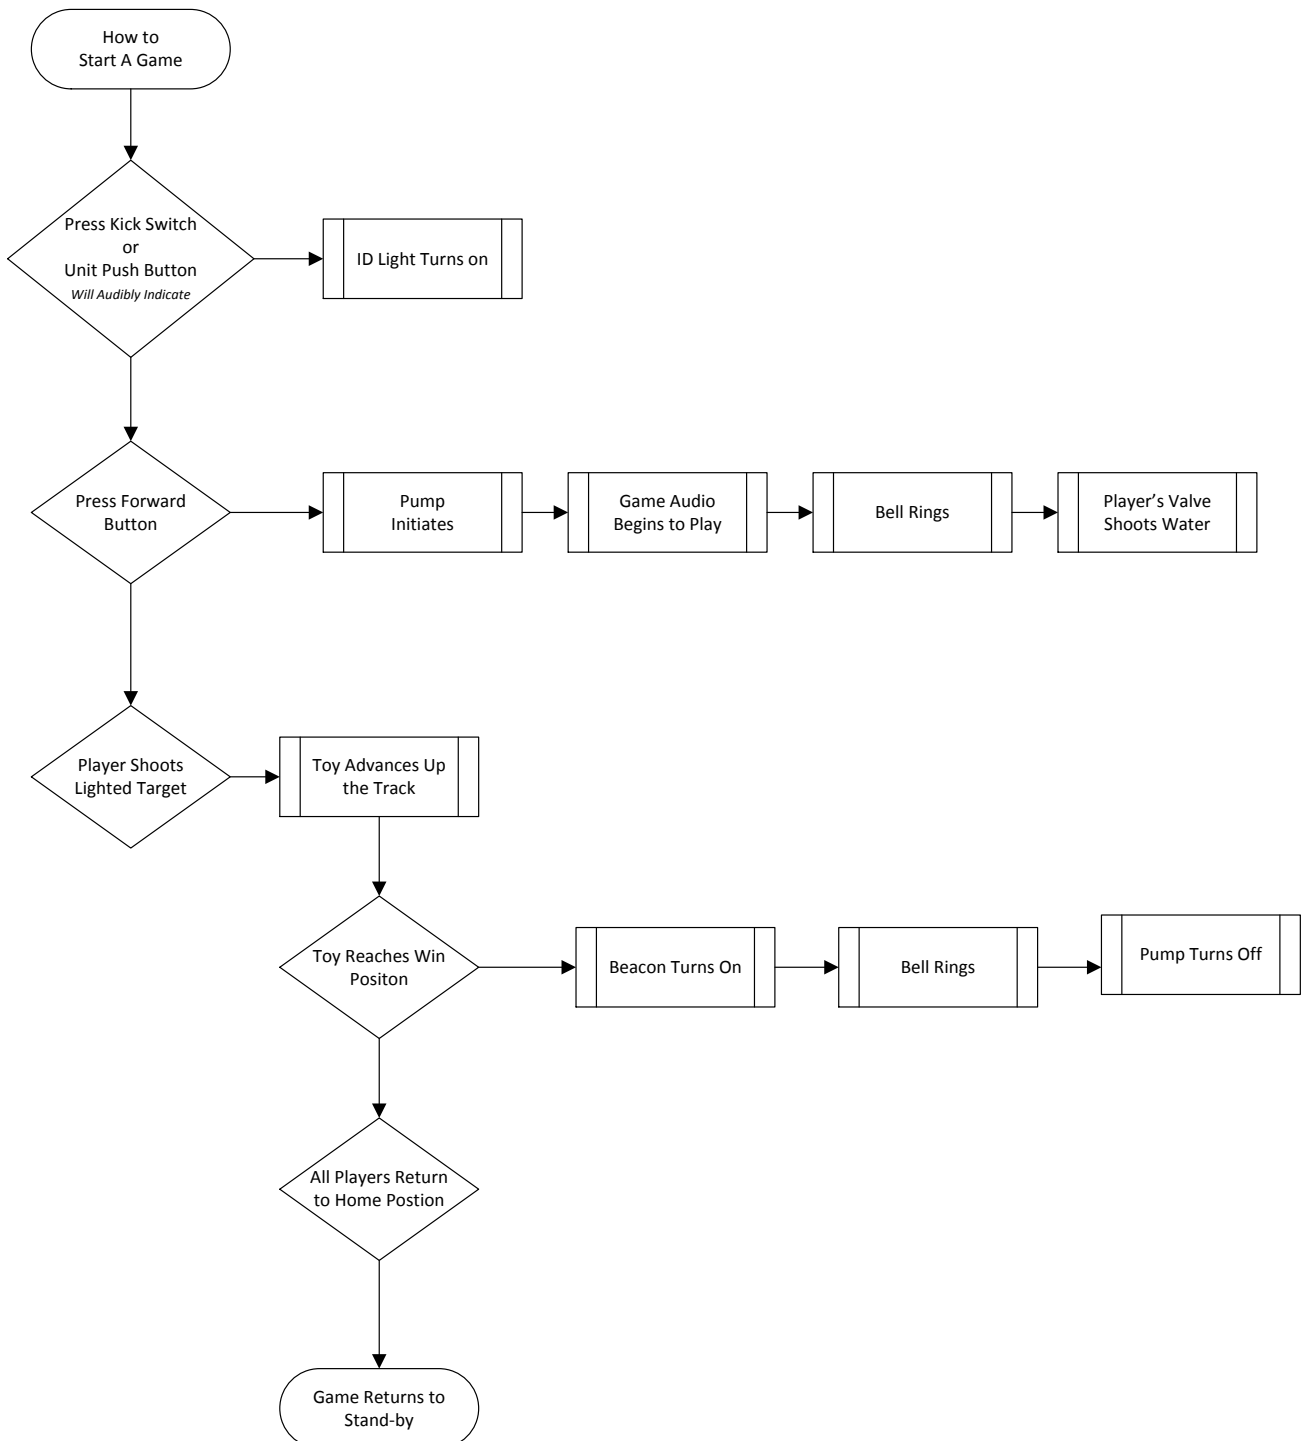 How to
Start A Game
Press Kick Switch
or
Unit Push Button
Will Audibly Indicate
ID Light Turns on
Press Forward
Button
Pump
Initiates
Game Audio
Begins to Play
Bell Rings
Player’s Valve
Shoots Water
Player Shoots
Lighted Target
Toy Advances Up
the Track
Toy Reaches Win
Positon
Beacon Turns On
Bell Rings
Pump Turns Off
All Players Return
to Home Postion
Game Returns to
Stand-by